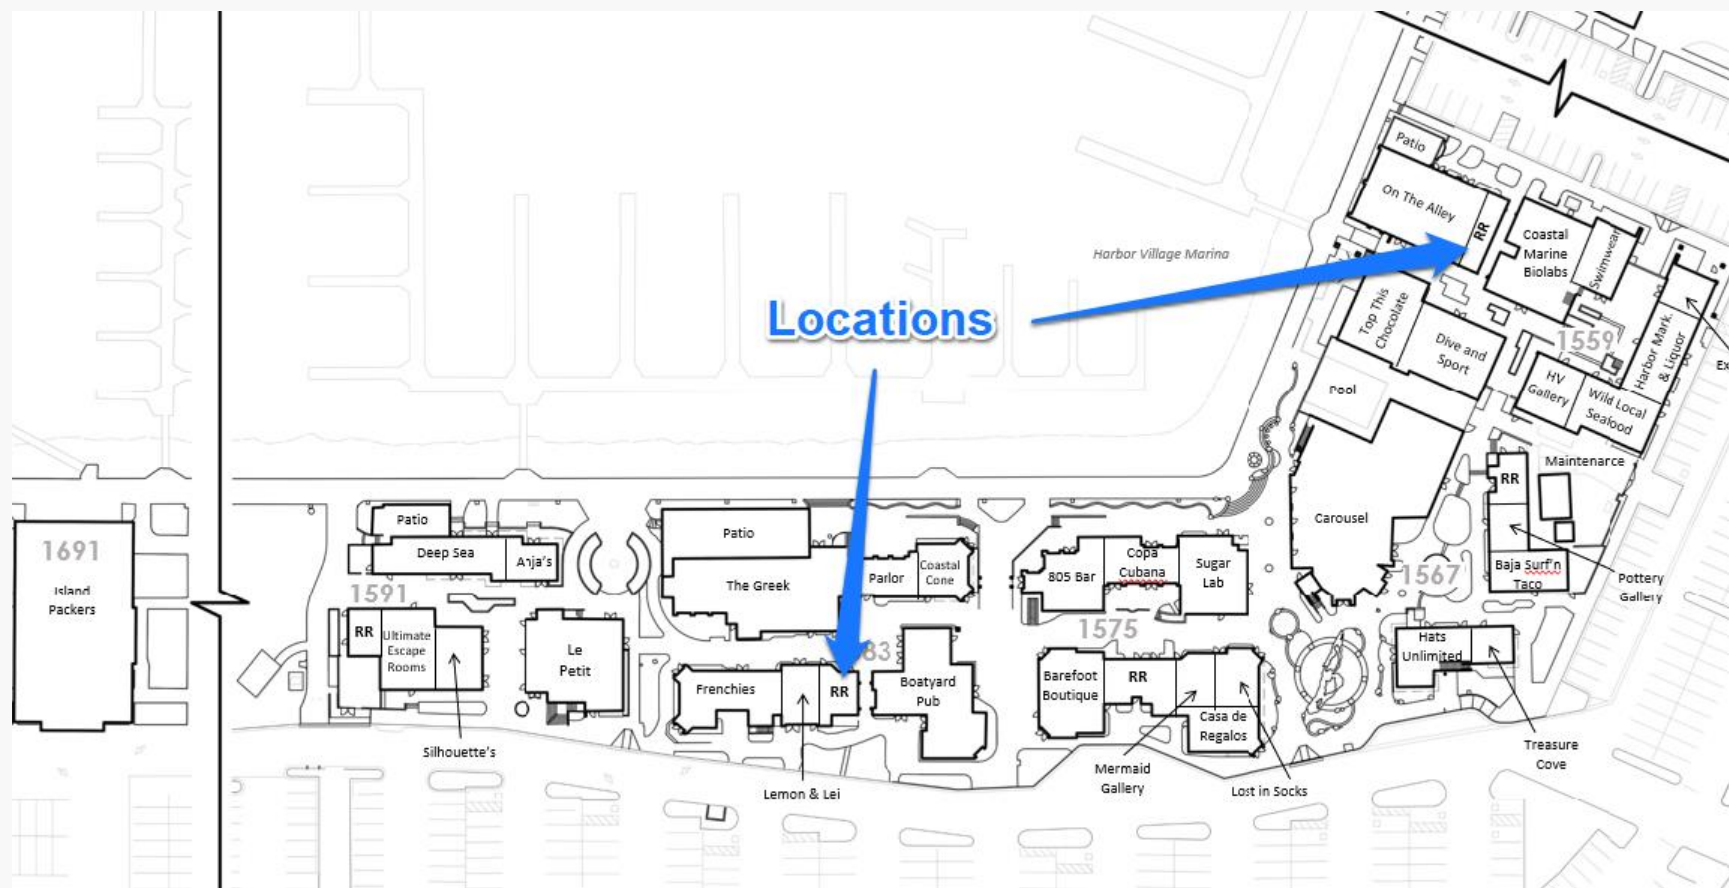 Patio
On The Alley
RR
Coastal
Marine
Biolabs
Swimwear
Harbor Village Marina
Locations
Top This
Chocolate
Dive and
Sport
1559
Harbor Mark.
& Liquor
Ex
HV
Gallery
Wild Local
Seafood
Pool
Maintenance
RR
Carousel
1567
Baja Surf'n
Taco
Pottery
Gallery
1691
Island
Packers
Patio
Deep Sea
Anja's
1591
RR
Ultimate
Escape
Rooms
Silhouette's
Le
Petit
Patio
The Greek
Parlor
Coastal
Cone
83
Frenchies
RR
Lemon & Lei
Boatyard
Pub
805 Bar
Copa
Cubana
Sugar
Lab
1575
Barefoot
Boutique
RR
Casa de
Regalos
Mermaid
Gallery
Lost in Socks
Hats
Unlimited
Treasure
Cove